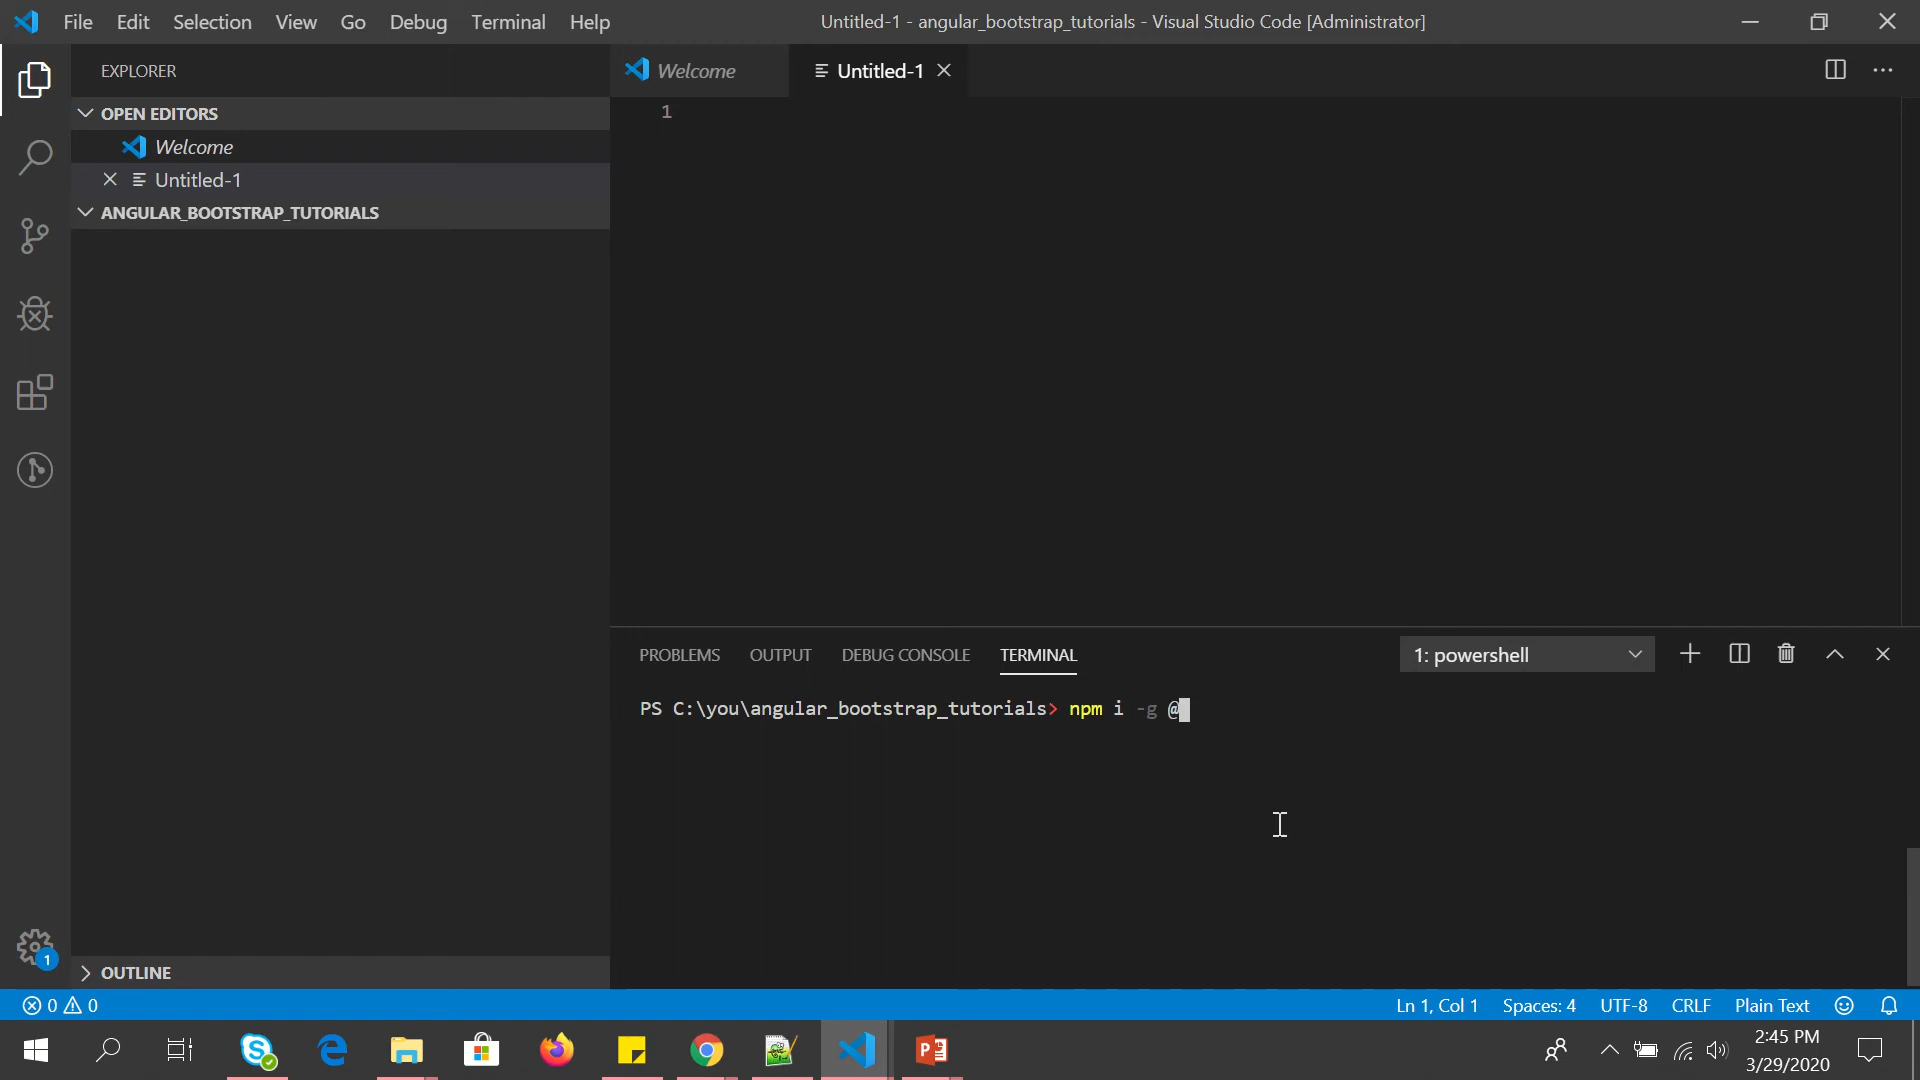 File Edit Selection View Go Debug Terminal Help
Untitled-1 - angular_bootstrap_tutorials - Visual Studio Code [Administrator]
EXPLORER
OPEN EDITORS
Welcome
Untitled-1
ANGULAR_BOOTSTRAP_TUTORIALS
OUTLINE
Welcome
Untitled-1
1
PROBLEMS OUTPUT DEBUG CONSOLE TERMINAL
1: powershell
PS C:\you\angular_bootstrap_tutorials> npm i -g @
1
0 0
Ln 1, Col 1 Spaces: 4 UTF-8 CRLF Plain Text
2:45 PM
3/29/2020